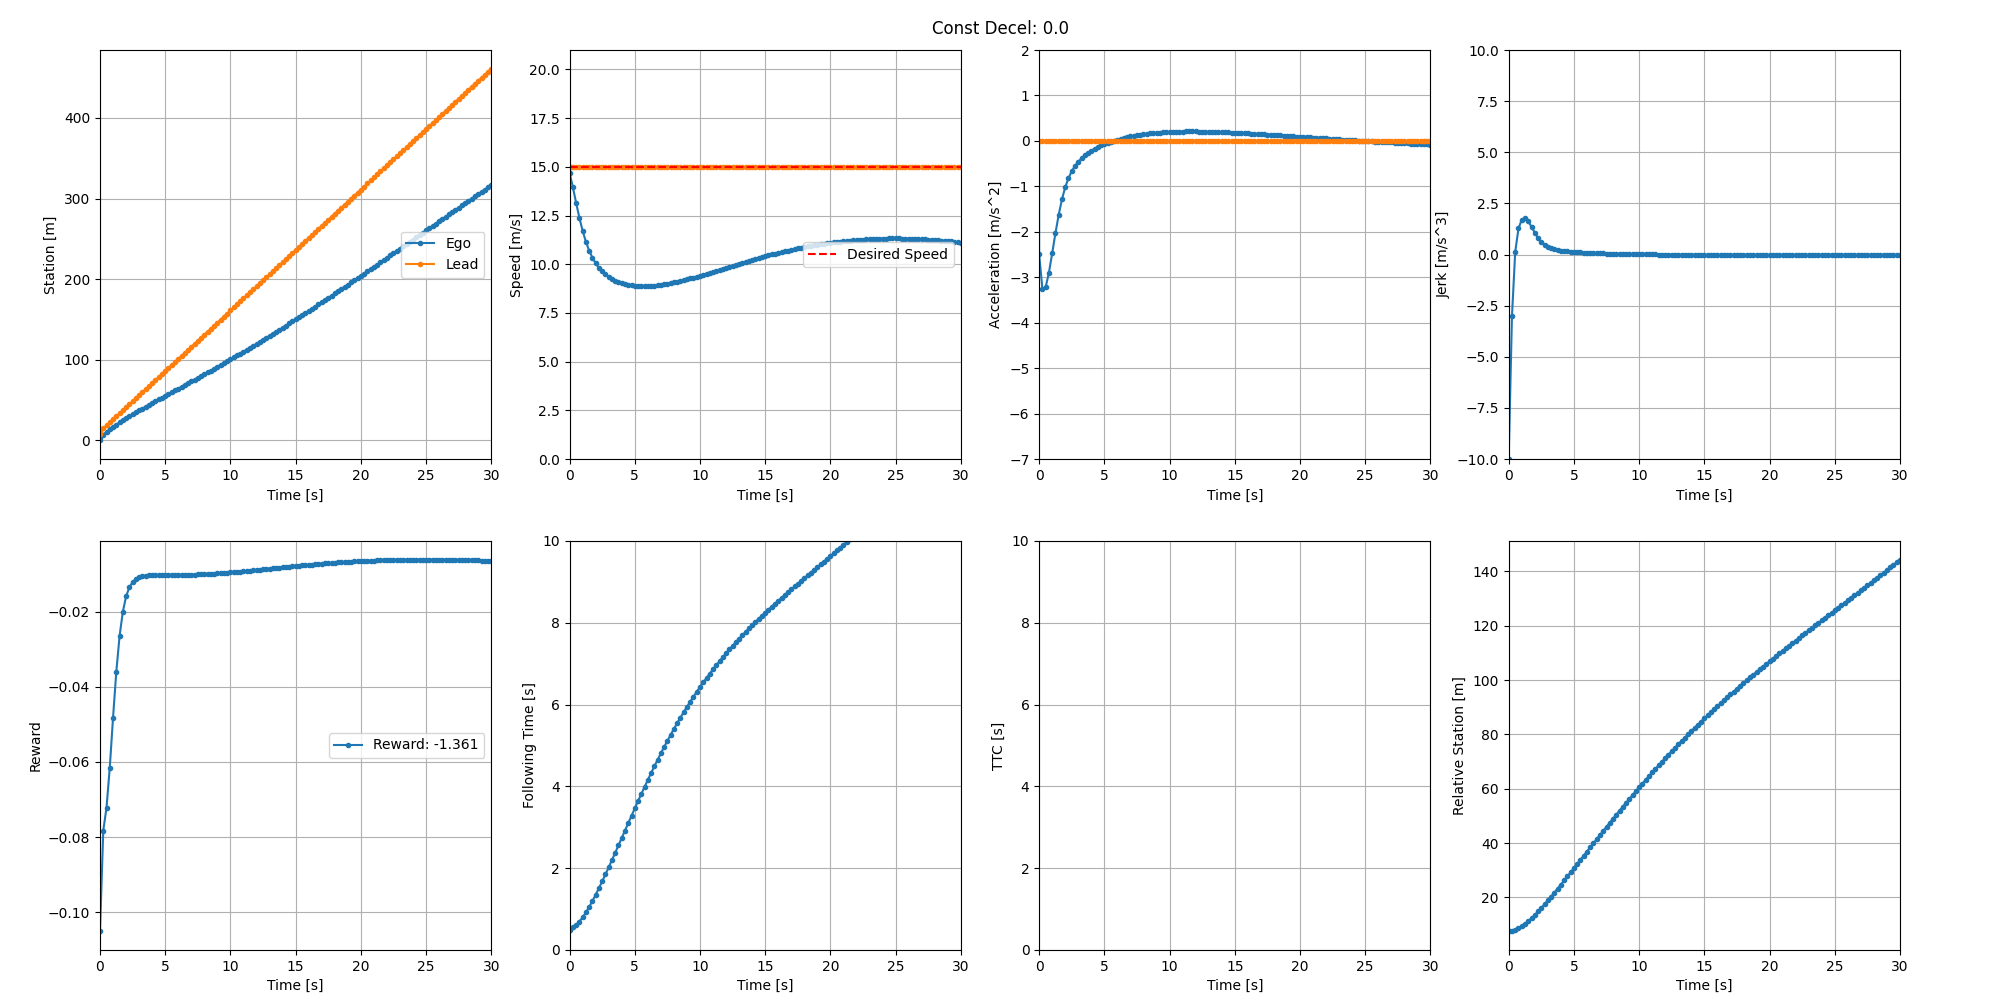 Const Decel: 0.0
Station [m]
400
300
200
100
0
Ego
Lead
0 5 10 15 20 25 30
Time [s]
Speed [m/s]
20.0
17.5
15.0
12.5
10.0
7.5
5.0
2.5
0.0
Desired Speed
0 5 10 15 20 25 30
Time [s]
Acceleration [m/s^2]
2
1
0
−1
−2
−3
−4
−5
−6
−7
0 5 10 15 20 25 30
Time [s]
Jerk [m/s^3]
10.0
7.5
5.0
2.5
0.0
−2.5
−5.0
−7.5
−10.0
0 5 10 15 20 25 30
Time [s]
Reward
−0.02
−0.04
−0.06
−0.08
−0.10
Reward: -1.361
0 5 10 15 20 25 30
Time [s]
Following Time [s]
10
8
6
4
2
0
0 5 10 15 20 25 30
Time [s]
TTC [s]
10
8
6
4
2
0
0 5 10 15 20 25 30
Time [s]
Relative Station [m]
140
120
100
80
60
40
20
0 5 10 15 20 25 30
Time [s]